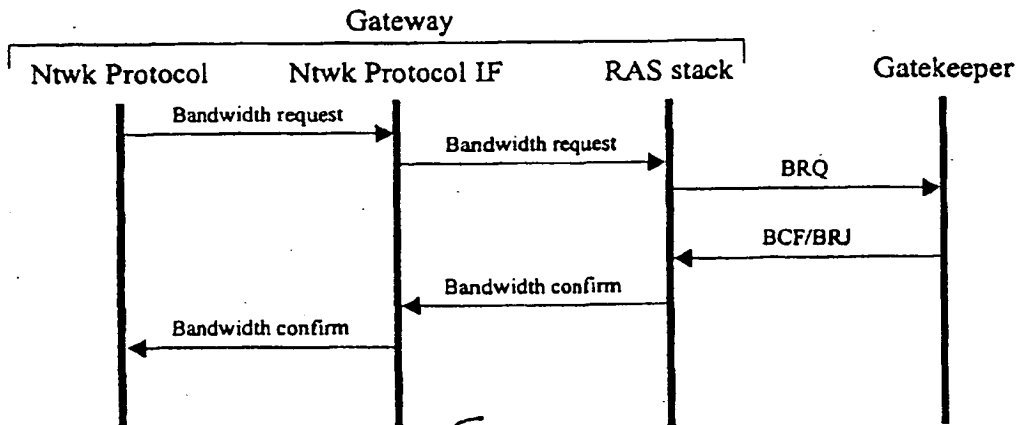 Gateway
Ntwk Protocol Ntwk Protocol I.F RAS stack Gatekeeper
Bandwidth request
Bandwidth request
BRQ
BCF/BRJ
Bandwidth confirm
Bandwidth confirm